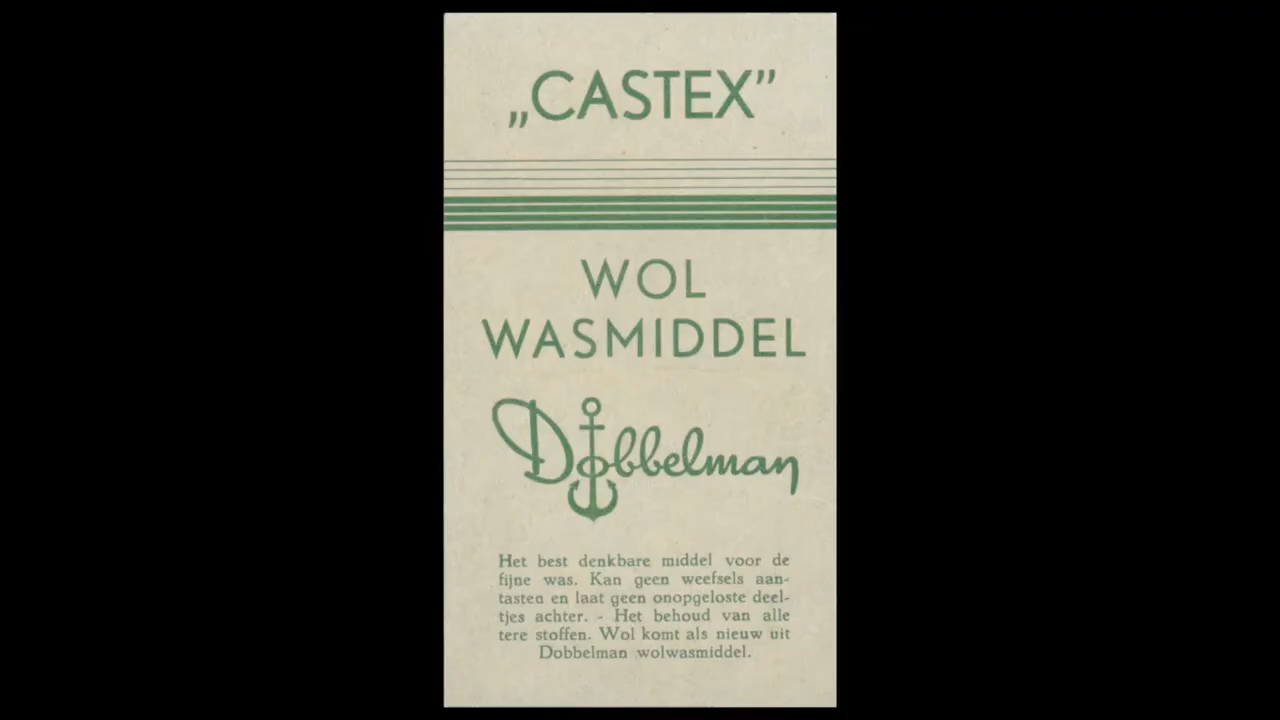 „CASTEX”
WOL
WASMIDDEL
Dobbelman
Het best denkbare middel voor de
fijne was. Kan geen weefsels aan-
tasten en laat geen onopgeloste deel-
tjes achter. - Het behoud van alle
tere stoffen. Wol komt als nieuw uit
Dobbelman wolwasmiddel.